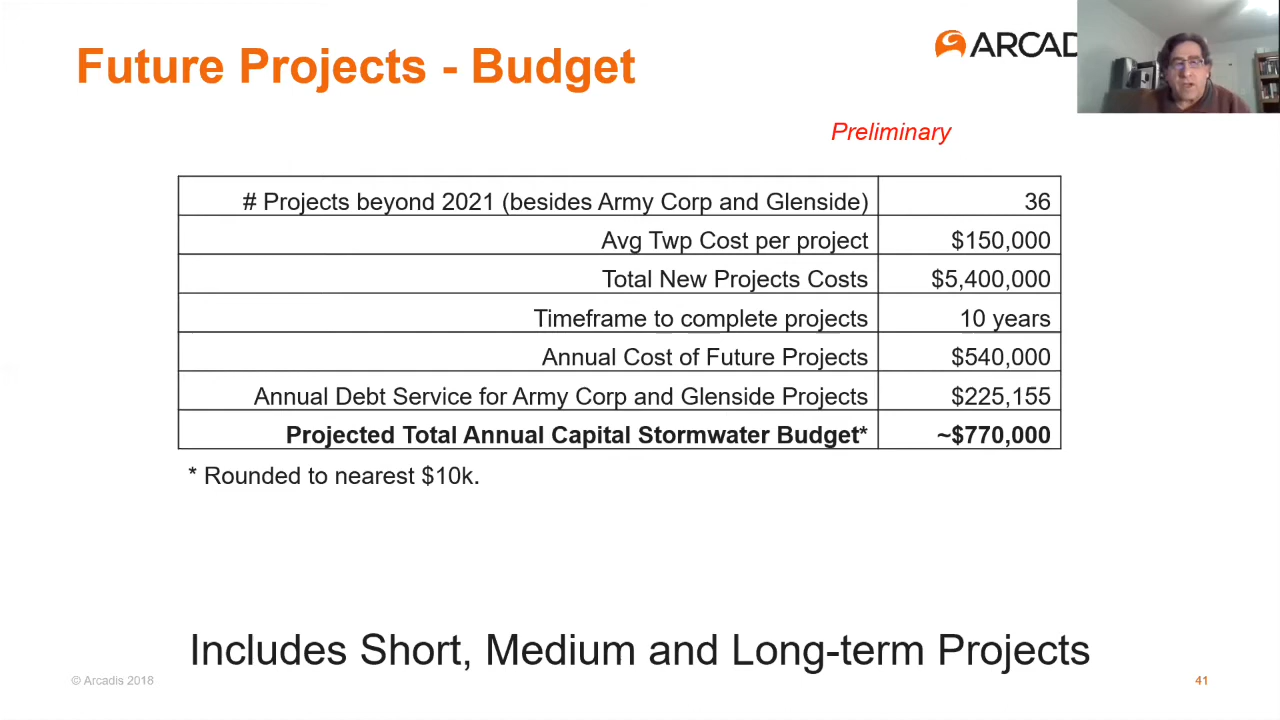 Future Projects - Budget
ARCAD
Preliminary
# Projects beyond 2021 (besides Army Corp and Glenside) 36
Avg Twp Cost per project $150,000
Total New Projects Costs $5,400,000
Timeframe to complete projects 10 years
Annual Cost of Future Projects $540,000
Annual Debt Service for Army Corp and Glenside Projects $225,155
Projected Total Annual Capital Stormwater Budget* ~$770,000
* Rounded to nearest $10k.
Includes Short, Medium and Long-term Projects
© Arcadis 2018
41